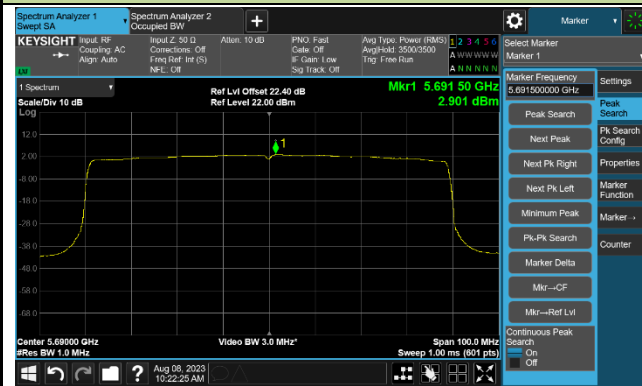 Spectrum Analyzer 1
Swept SA
Spectrum Analyzer 2
Occupied BW
Marker
KEYSIGHT
Input: RF
Coupling: AC
Align: Auto
Input Z: 50 Ω
Corrections: Off
Freq Ref: Int (S)
NFE: Off
Atten: 10 dB
PNO: Fast
Gate: Off
IF Gain: Low
Sig Track: Off
Avg Type: Power (RMS)
Avg|Hold: 3500/3500
Trig: Free Run
1 2 3 4 5 6
A W W W W W
A N N N N N
Select Marker
Marker 1
1 Spectrum
Scale/Div 10 dB
Log
Ref Lvl Offset 22.40 dB
Ref Level 22.00 dBm
Mkr1 5.691 50 GHz
2.901 dBm
12.0
2.00
-8.00
-18.0
-28.0
-38.0
-48.0
-58.0
-68.0
1
Center 5.69000 GHz
#Res BW 1.0 MHz
Video BW 3.0 MHz*
Span 100.0 MHz
Sweep 1.00 ms (601 pts)
Marker Frequency
5.691500000 GHz
Peak Search
Next Peak
Next Pk Right
Next Pk Left
Minimum Peak
Pk-Pk Search
Marker Delta
Mkr→CF
Mkr→Ref Lvl
Continuous Peak
Search
On
Off
Settings
Peak
Search
Pk Search
Config
Properties
Marker
Function
Marker→
Counter
?
Aug 08, 2023
10:22:25 AM